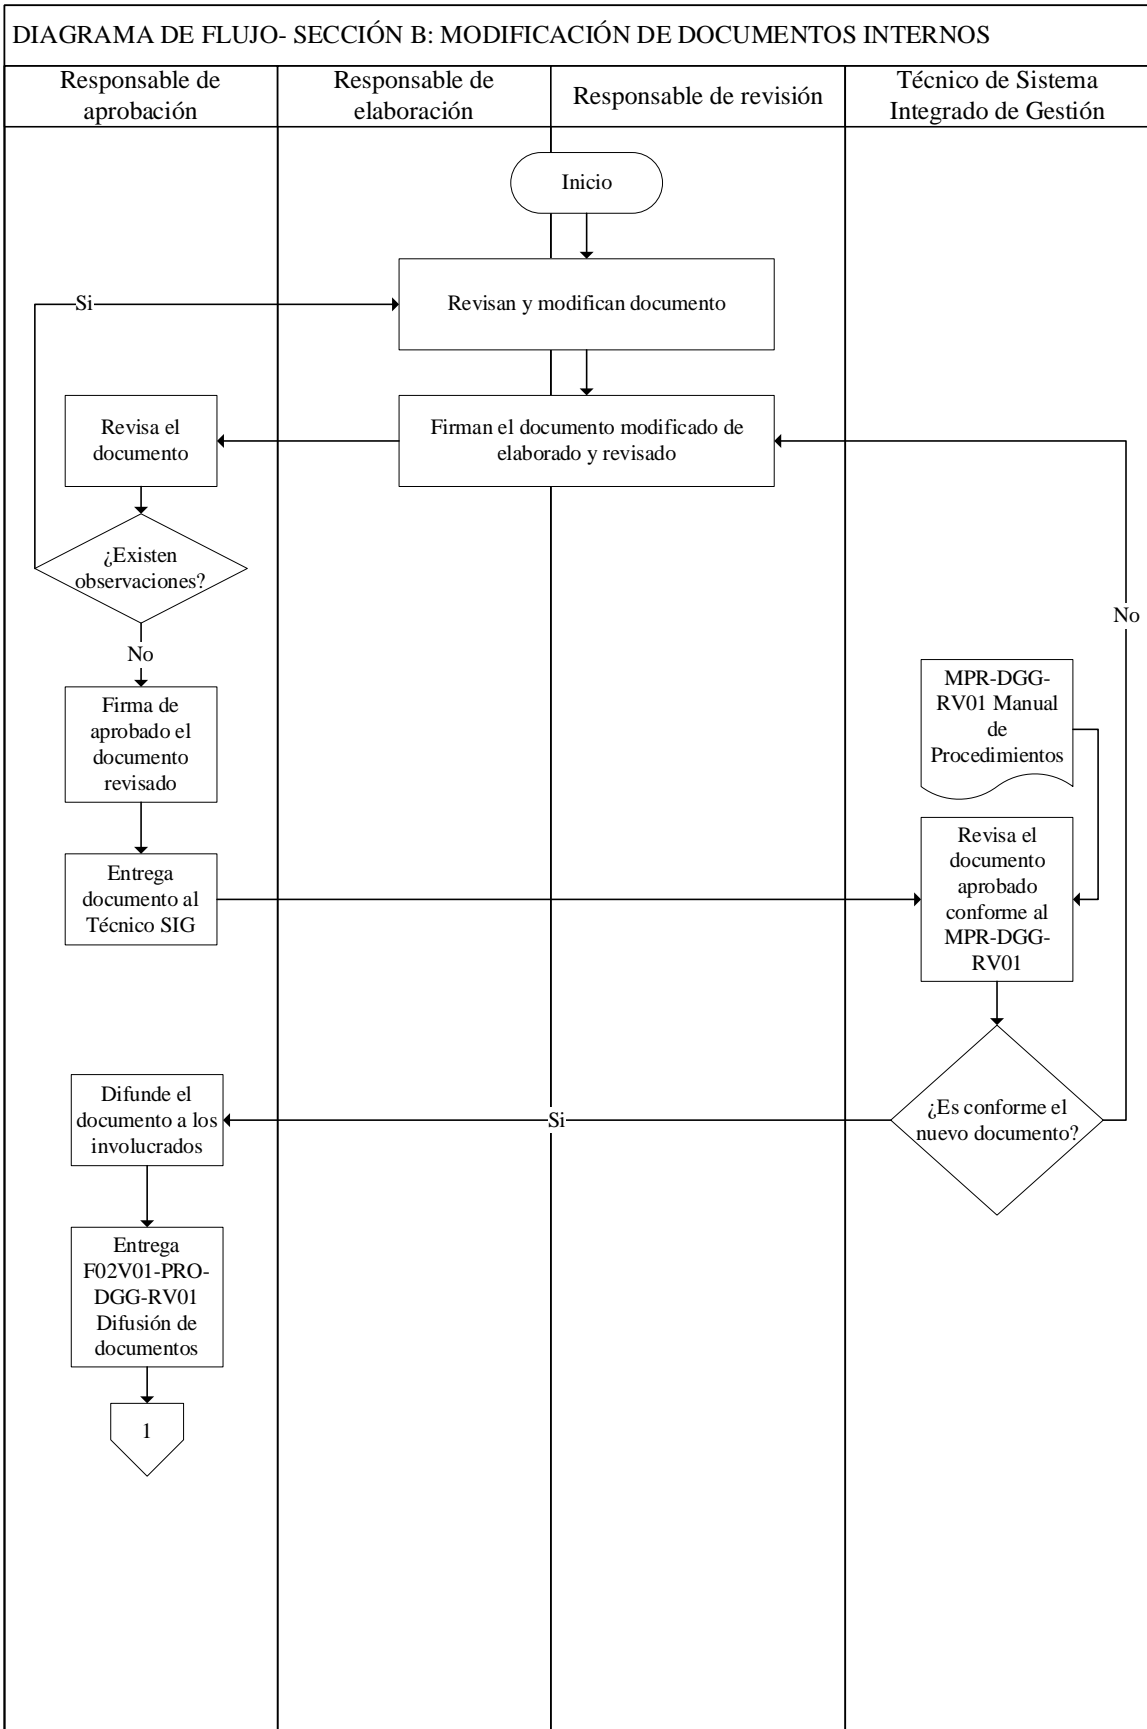 DIAGRAMA DE FLUJO- SECCIÓN B: MODIFICACIÓN DE DOCUMENTOS INTERNOS
Responsable de
aprobación
Responsable de
elaboración
Responsable de revisión
Técnico de Sistema
Integrado de Gestión
Inicio
Si
Revisan y modifican documento
Revisa el
documento
Firman el documento modificado de
elaborado y revisado
¿Existen
observaciones?
No
No
Firma de
aprobado el
documento
revisado
MPR-DGG-
RV01 Manual
de
Procedimientos
Entrega
documento al
Técnico SIG
Revisa el
documento
aprobado
conforme al
MPR-DGG-
RV01
Difunde el
documento a los
involucrados
Si
¿Es conforme el
nuevo documento?
Entrega
F02V01-PRO-
DGG-RV01
Difusión de
documentos
1